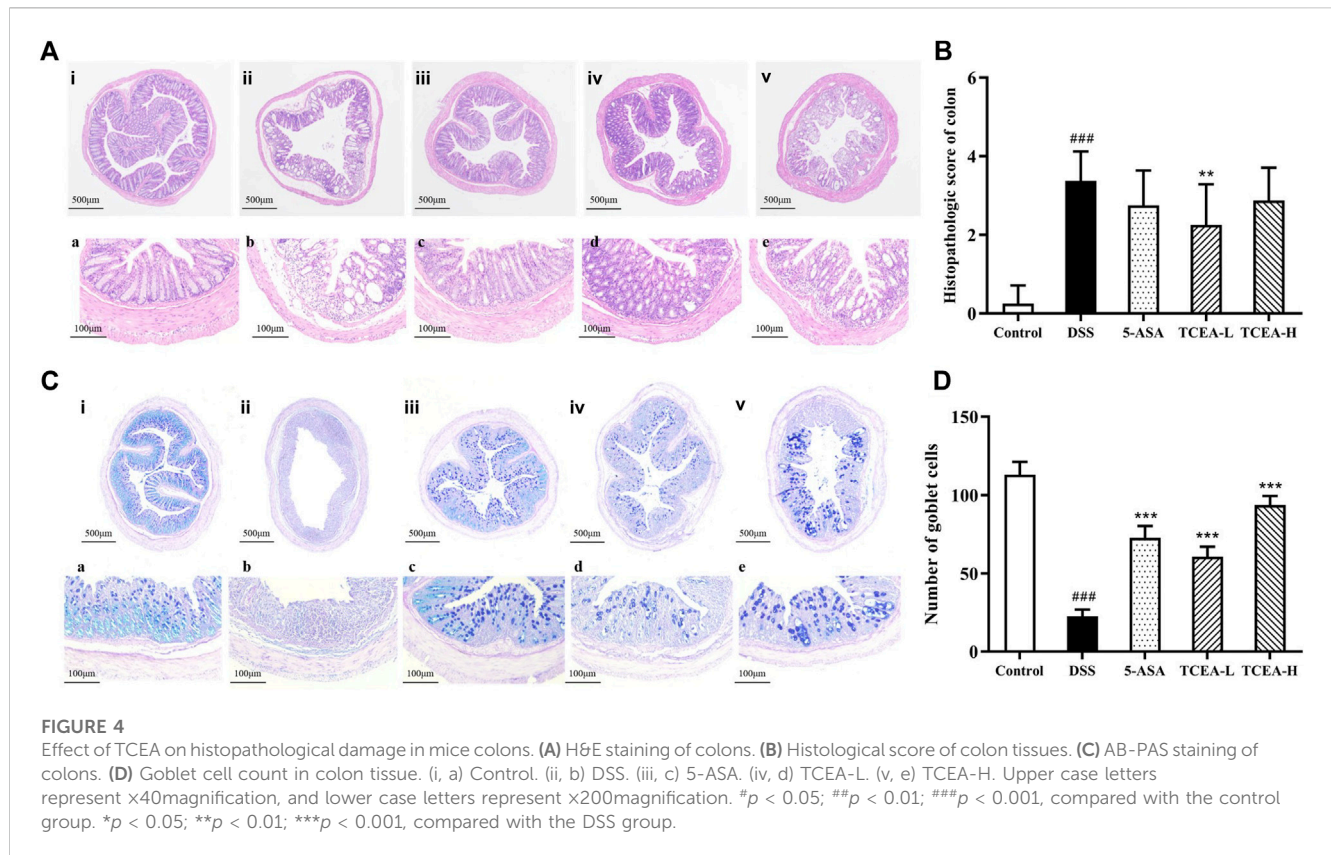 A
i
ii
iii
iv
v
500μm
500μm
500μm
500μm
500μm
a
b
c
d
e
100μm
100μm
100μm
100μm
100μm
B
Histopathologic score of colon
6
4
2
0
###
**
Control
DSS
5-ASA
TCEA-L
TCEA-H
C
i
ii
iii
iv
v
500μm
500μm
500μm
500μm
500μm
a
b
c
d
e
100μm
100μm
100μm
100μm
100μm
D
Number of goblet cells
150
100
50
0
###
***
***
***
Control
DSS
5-ASA
TCEA-L
TCEA-H
FIGURE 4
Effect of TCEA on histopathological damage in mice colons. (A) H&E staining of colons. (B) Histological score of colon tissues. (C) AB-PAS staining of
colons. (D) Goblet cell count in colon tissue. (i, a) Control. (ii, b) DSS. (iii, c) 5-ASA. (iv, d) TCEA-L. (v, e) TCEA-H. Upper case letters
represent ×40magnification, and lower case letters represent ×200magnification. #p < 0.05; ##p < 0.01; ###p < 0.001, compared with the control
group. *p < 0.05; **p < 0.01; ***p < 0.001, compared with the DSS group.